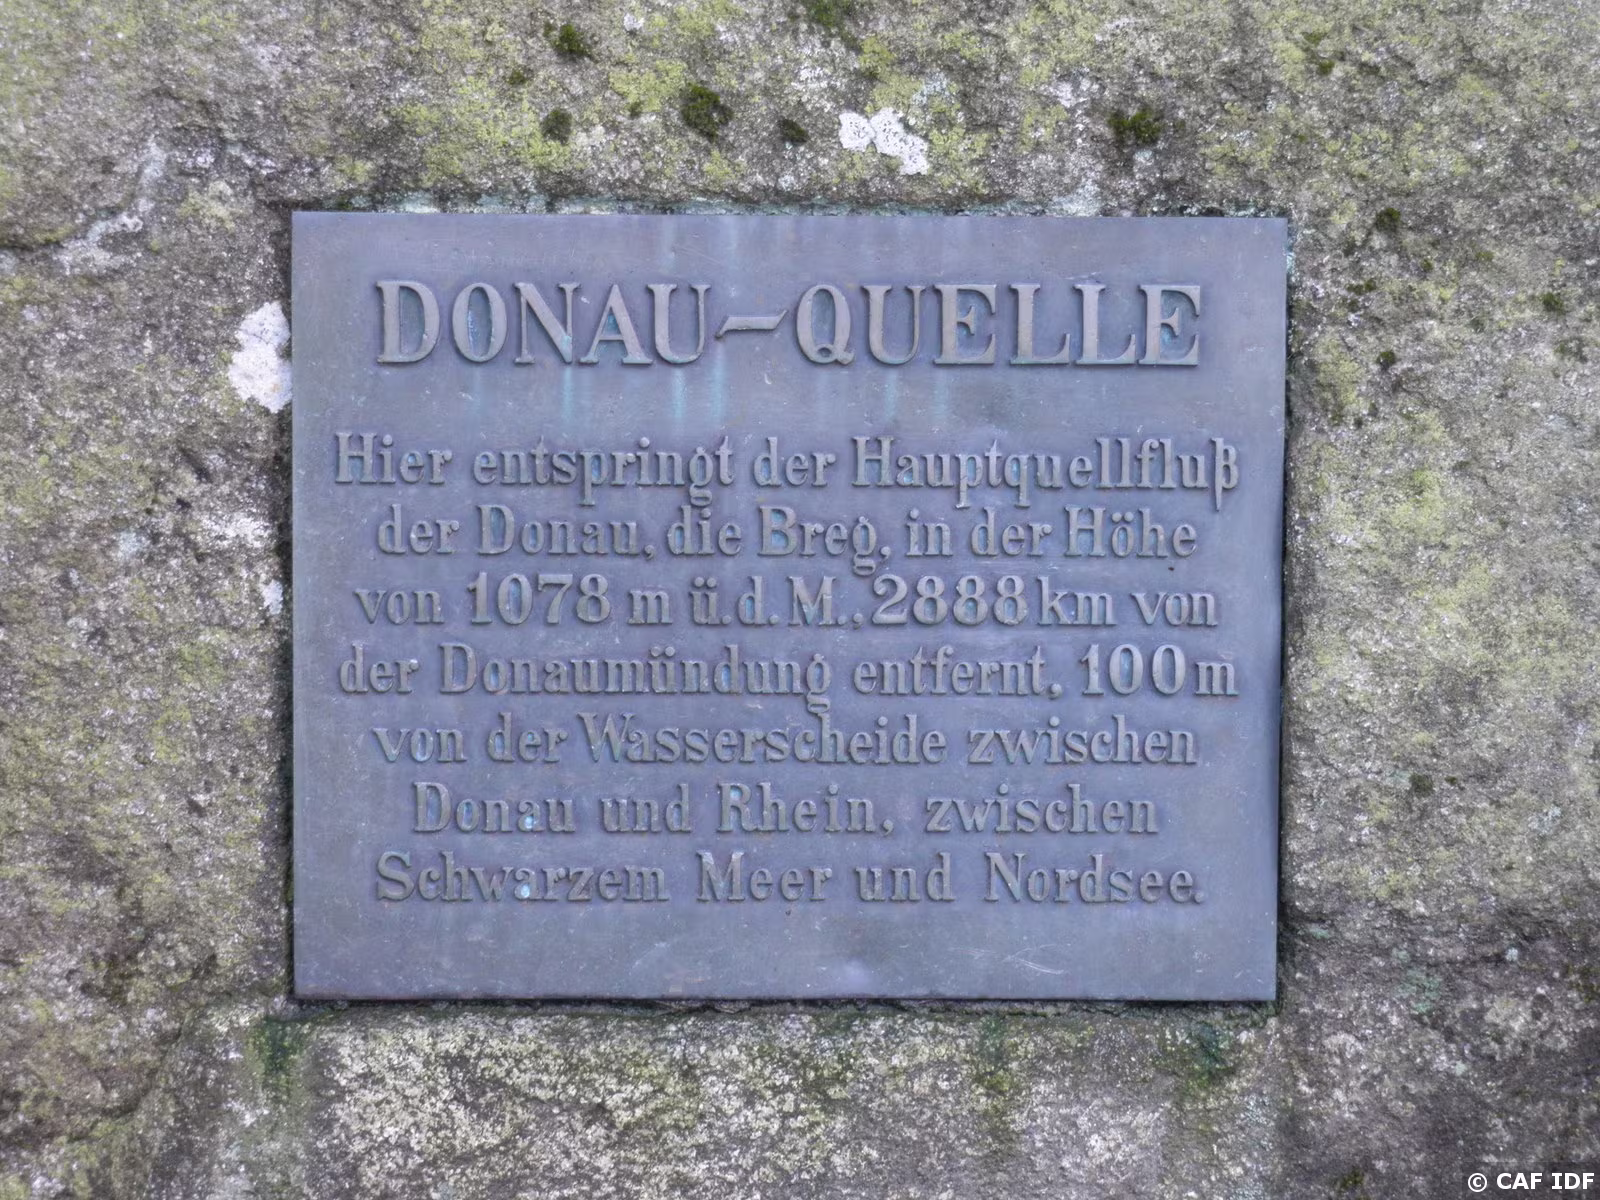 DONAU-QUELLE
Hier entspringt der Hauptquellfluß
der Donau, die Breg, in der Höhe
von 1078 m ü.d.M., 2888 km von
der Donaumündung entfernt, 100 m
von der Wasserscheide zwischen
Donau und Rhein, zwischen
Schwarzem Meer und Nordsee.
© CAF IDF